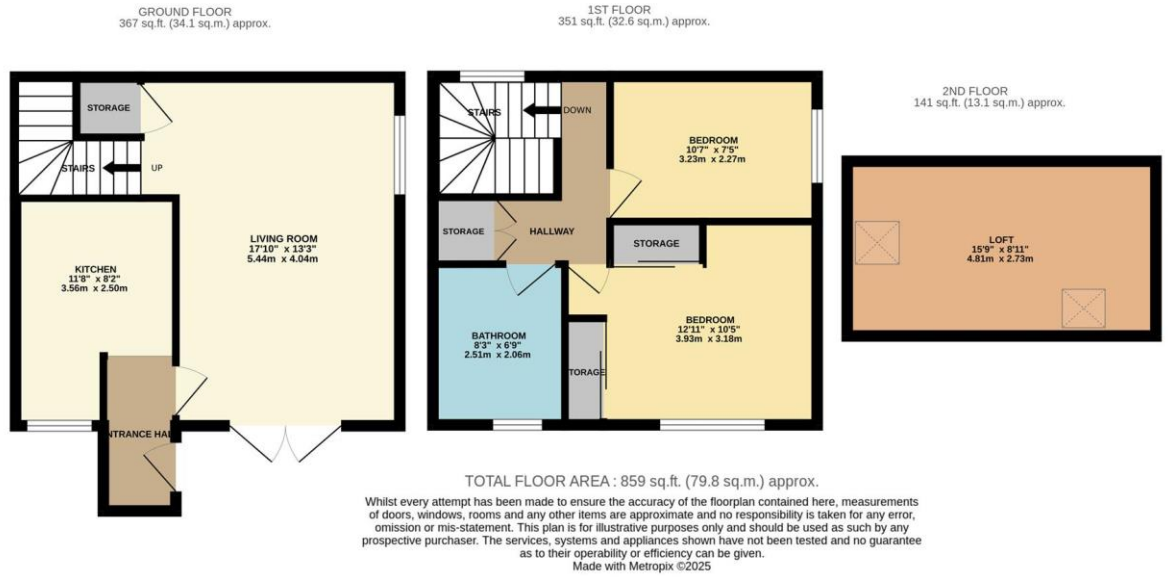 GROUND FLOOR
367 sq.ft. (34.1 sq.m.) approx.
STORAGE
STAIRS
UP
LIVING ROOM
17'10" x 13'3"
5.44m x 4.04m
KITCHEN
11'8" x 8'2"
3.56m x 2.50m
NTRANCE HAL
1ST FLOOR
351 sq.ft. (32.6 sq.m.) approx.
STAIRS
DOWN
BEDROOM
10'7" x 7'5"
3.23m x 2.27m
STORAGE
HALLWAY
STORAGE
BATHROOM
8'3" x 6'9"
2.51m x 2.06m
BEDROOM
12'11" x 10'5"
3.93m x 3.18m
TORAGE
2ND FLOOR
141 sq.ft. (13.1 sq.m.) approx.
LOFT
15'9" x 8'11"
4.81m x 2.73m
TOTAL FLOOR AREA : 859 sq.ft. (79.8 sq.m.) approx.
Whilst every attempt has been made to ensure the accuracy of the floorplan contained here, measurements
of doors, windows, rooms and any other items are approximate and no responsibility is taken for any error,
omission or mis-statement. This plan is for illustrative purposes only and should be used as such by any
prospective purchaser. The services, systems and appliances shown have not been tested and no guarantee
as to their operability or efficiency can be given.
Made with Metropix ©2025